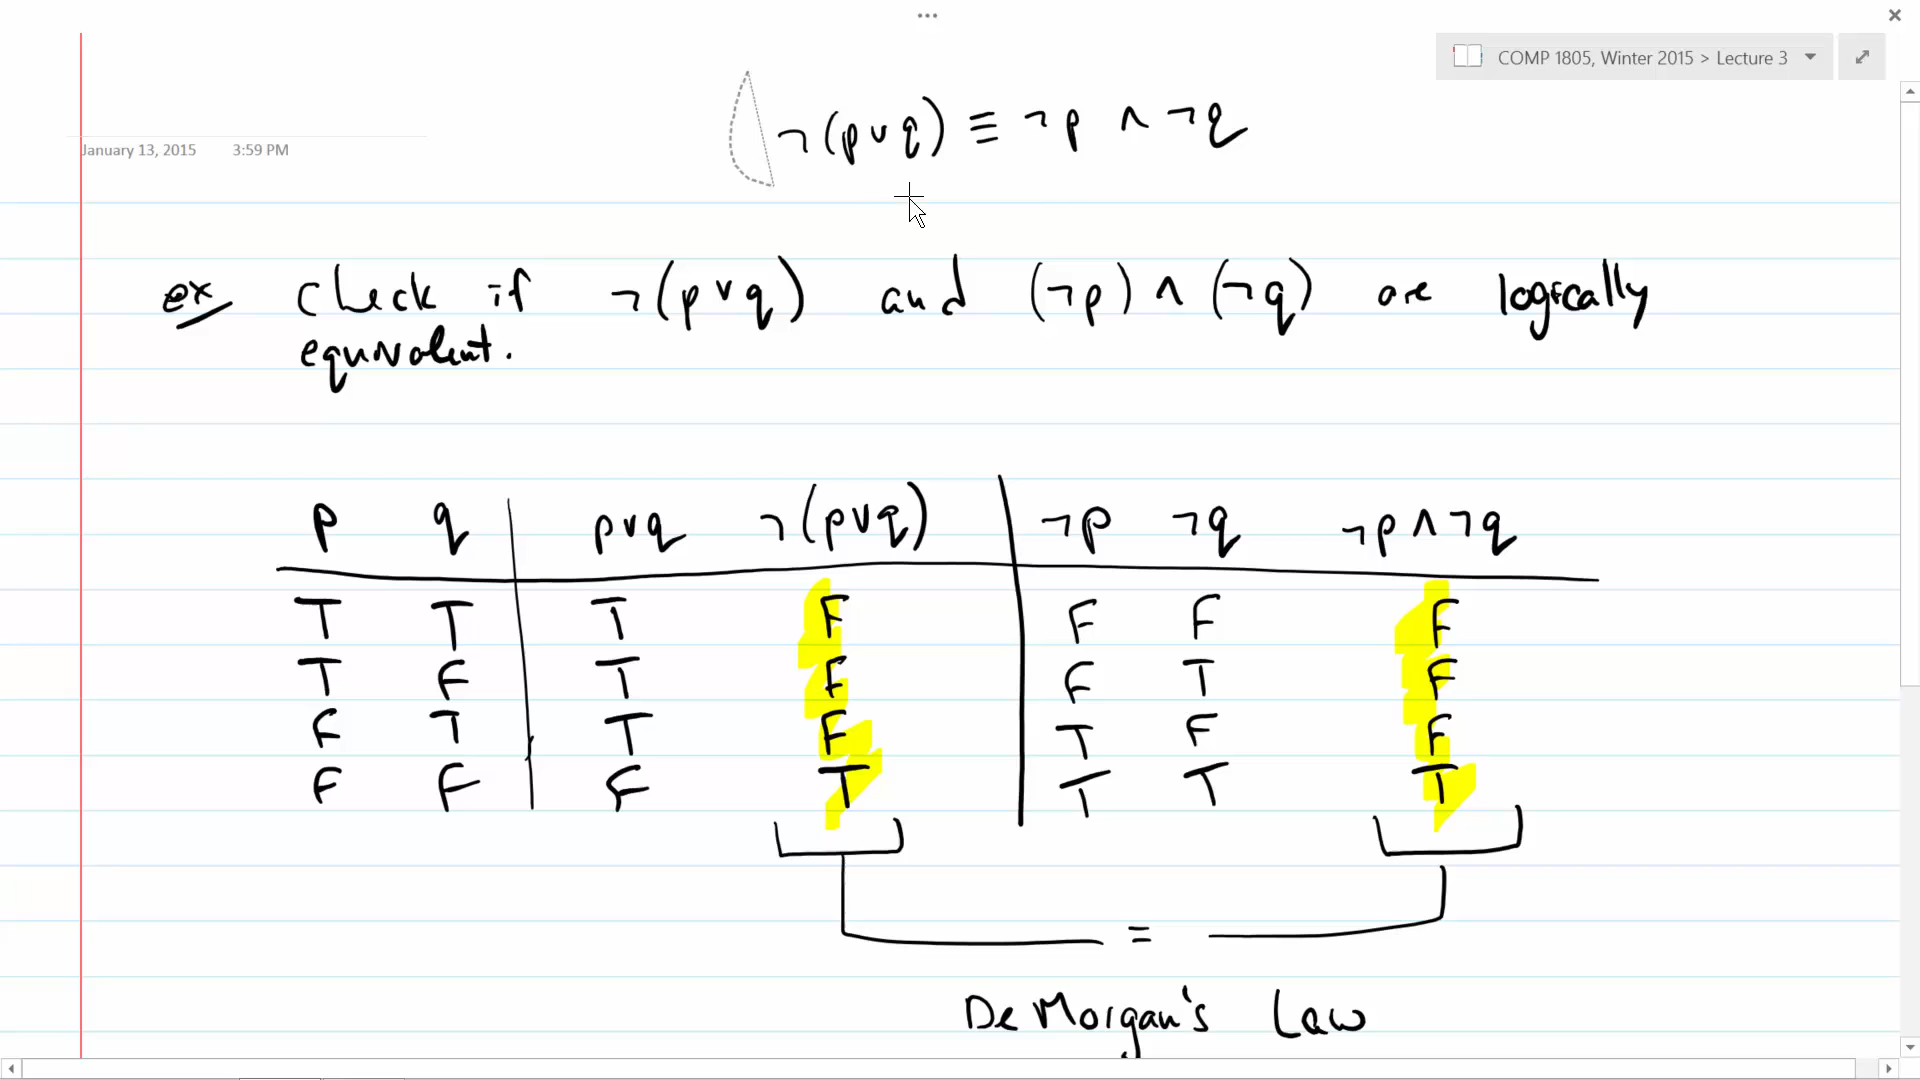 COMP 1805, Winter 2015 > Lecture 3
¬(p∨q) ≡ ¬p ∧ ¬q
January 13, 2015 3:59 PM
ex Check if ¬(p∨q) and (¬p) ∧ (¬q) are logically
equivalent.
p q p∨q ¬(p∨q) ¬p ¬q ¬p∧¬q
T T T F F F F
T F T F F T F
F T T F T F F
F F F T T T T
=
De Morgan's Law